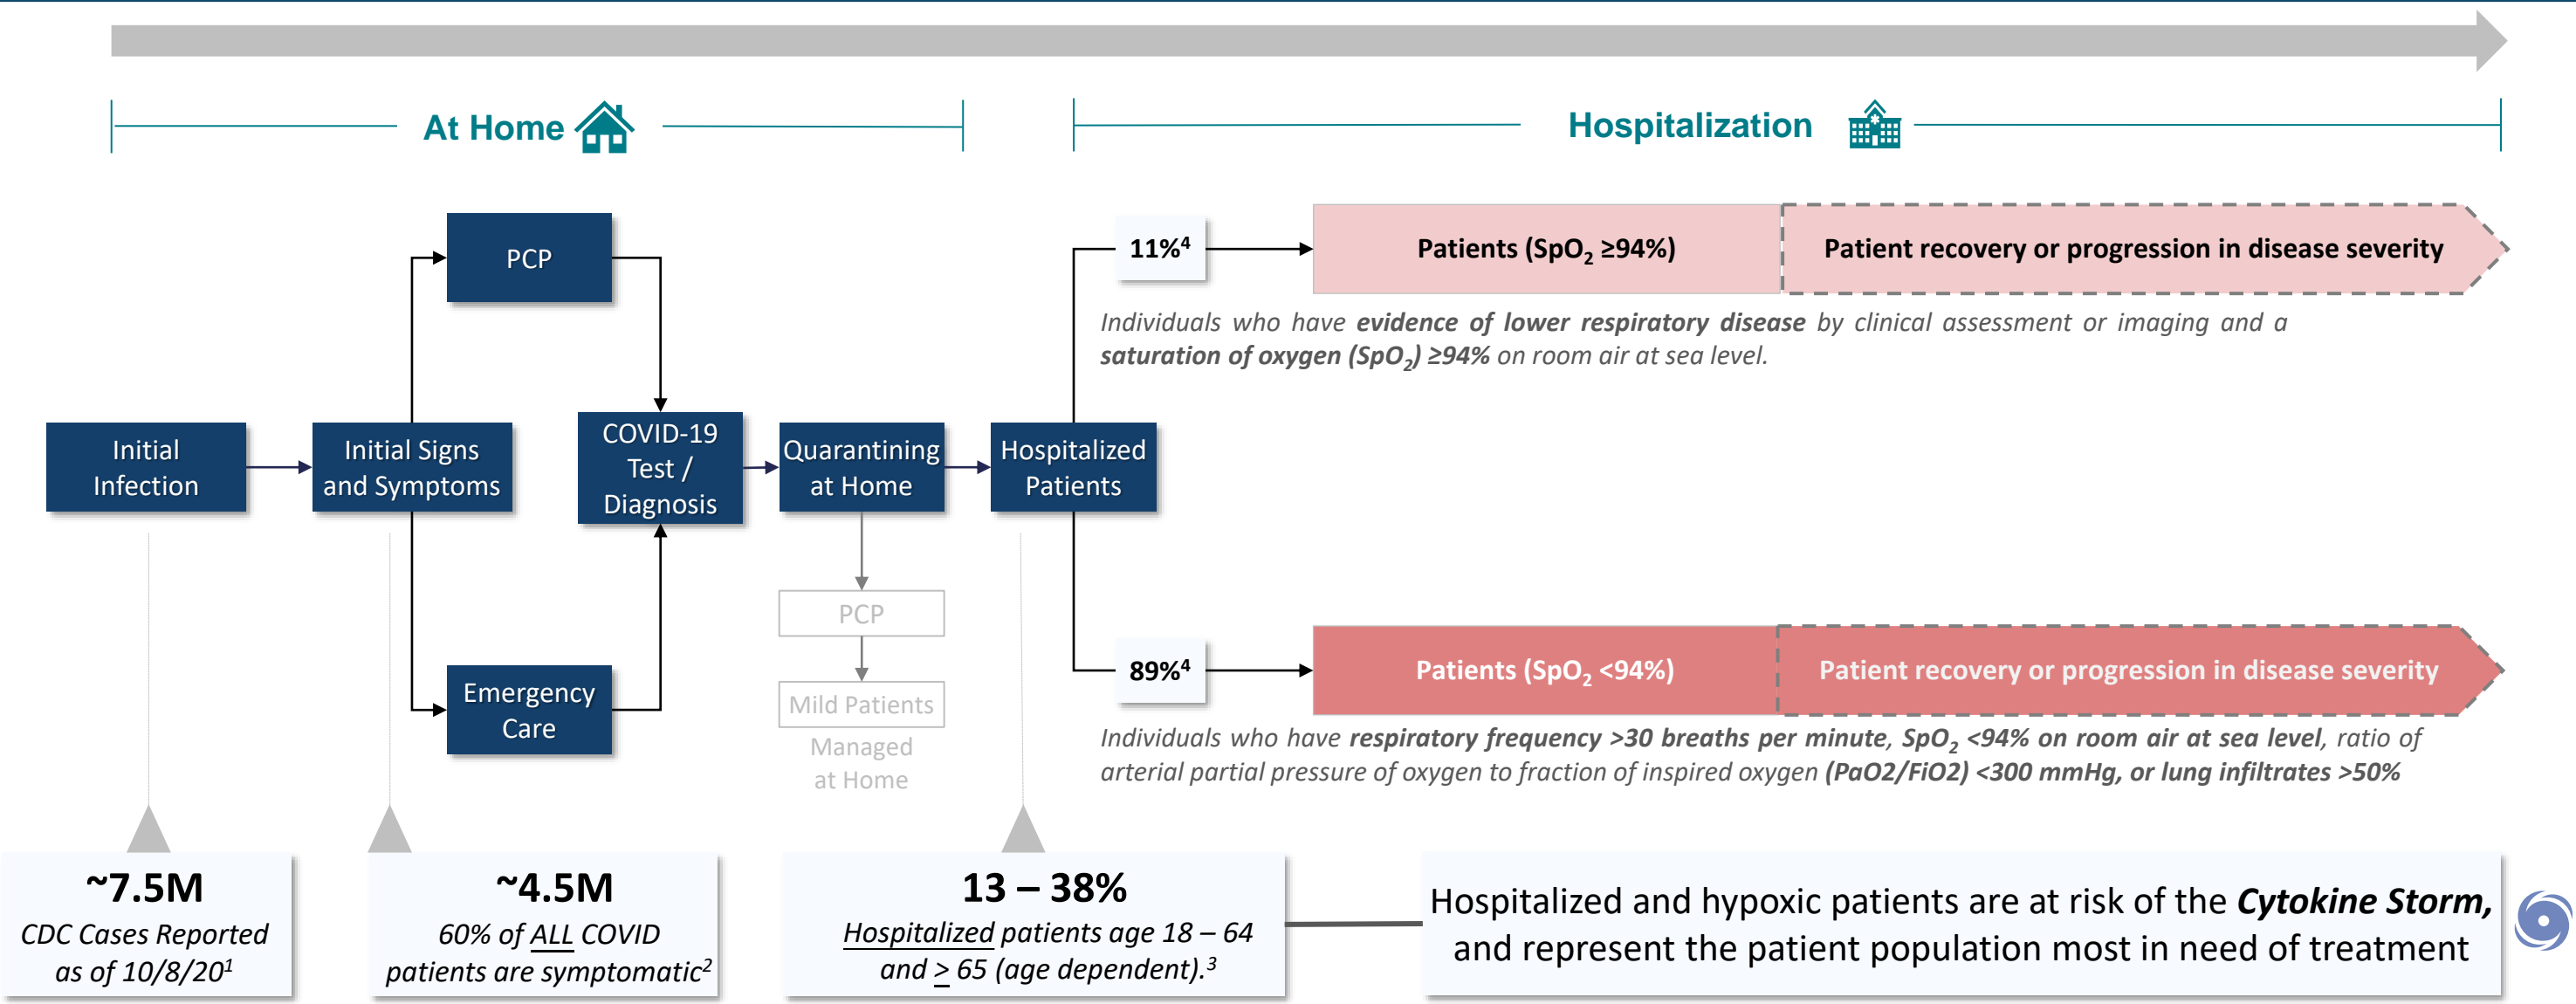 At Home
Hospitalization
PCP
11%4
Patients (SpO2 ≥94%)
Patient recovery or progression in disease severity
Individuals who have evidence of lower respiratory disease by clinical assessment or imaging and a
saturation of oxygen (SpO2) ≥94% on room air at sea level.
Initial
Infection
Initial Signs
and Symptoms
COVID-19
Test /
Diagnosis
Quarantining
at Home
Hospitalized
Patients
PCP
Mild Patients
Managed
at Home
Emergency
Care
89%4
Patients (SpO2 <94%)
Patient recovery or progression in disease severity
Individuals who have respiratory frequency >30 breaths per minute, SpO2 <94% on room air at sea level, ratio of
arterial partial pressure of oxygen to fraction of inspired oxygen (PaO2/FiO2) <300 mmHg, or lung infiltrates >50%
~7.5M
CDC Cases Reported
as of 10/8/20¹
~4.5M
60% of ALL COVID
patients are symptomatic²
13 – 38%
Hospitalized patients age 18 – 64
and > 65 (age dependent).³
Hospitalized and hypoxic patients are at risk of the Cytokine Storm,
and represent the patient population most in need of treatment